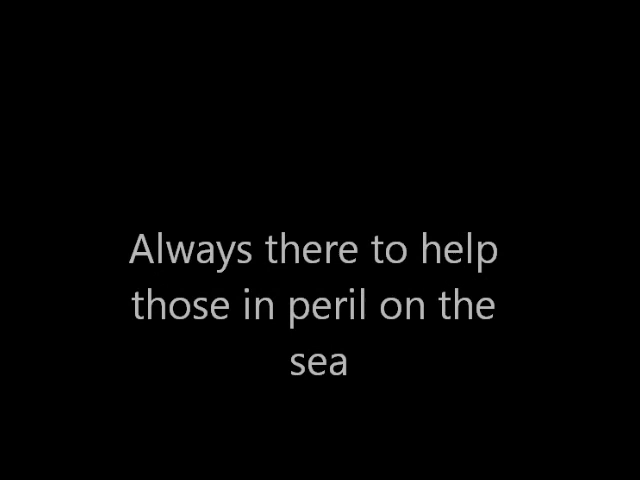 Always there to help
those in peril on the
sea